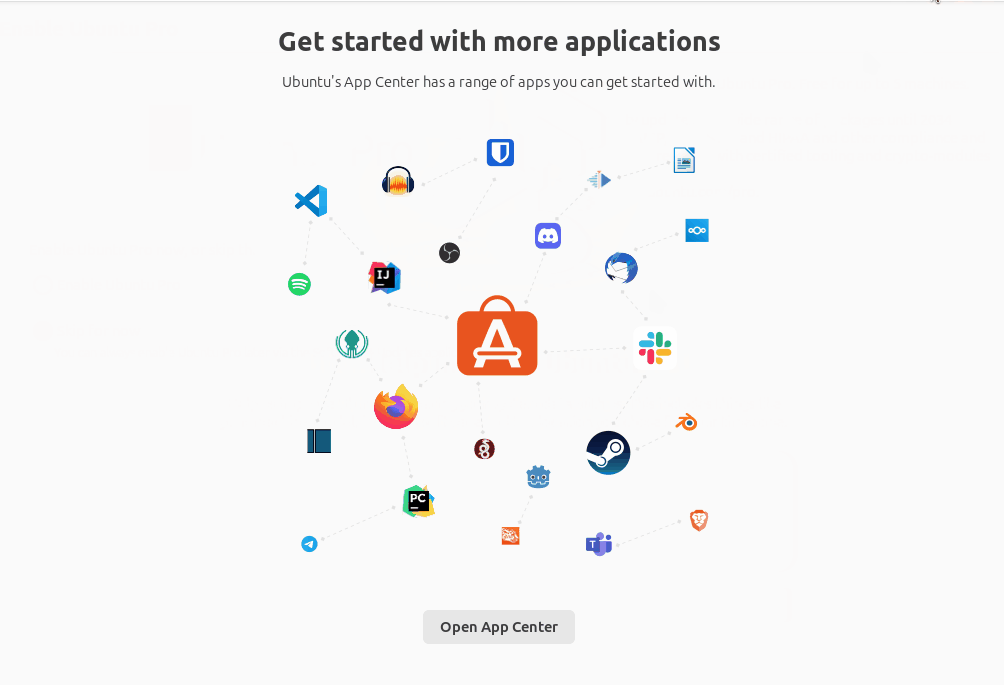 Get started with more applications
Ubuntu's App Center has a range of apps you can get started with.
IJ
A
PC
T
Open App Center